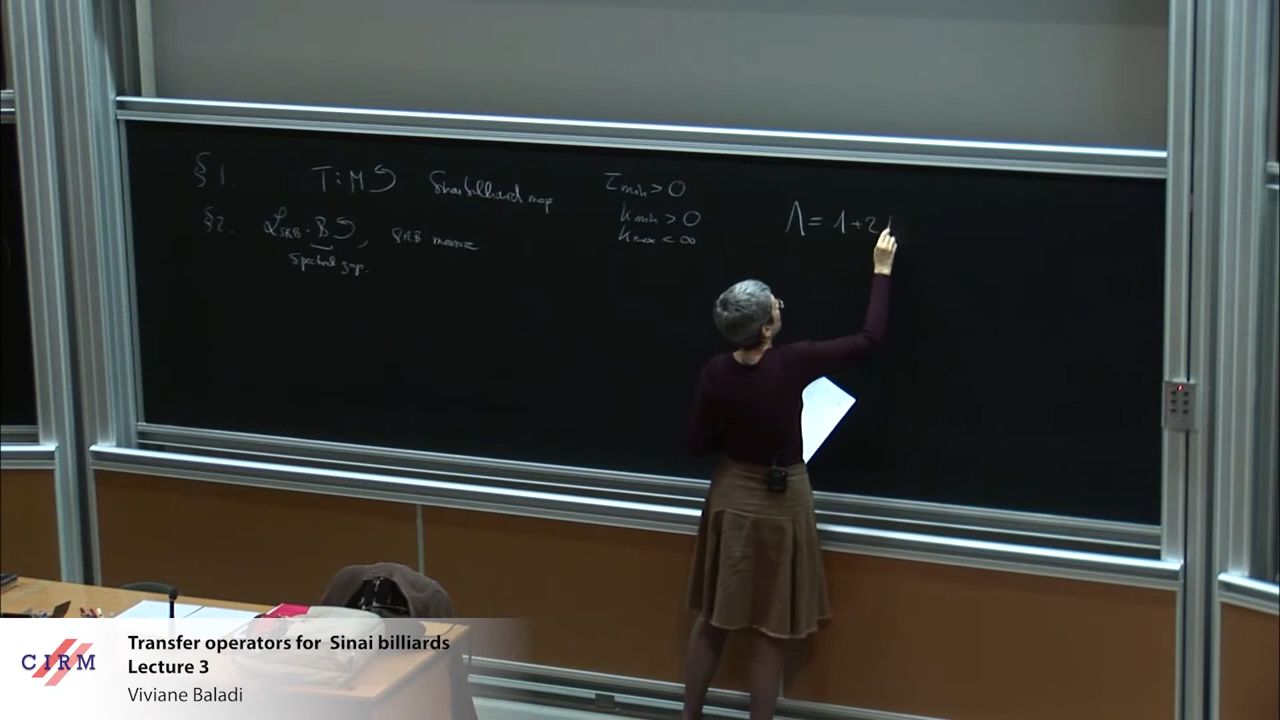 §1. T: M ↺ Sinai billiard map
§2. ℒ_SRB : B ↺, SRB measure
Spectral gap.
τmin > 0
kmin > 0
kmax < ∞
Λ = 1 + 2
CIRM
Transfer operators for Sinai billiards
Lecture 3
Viviane Baladi